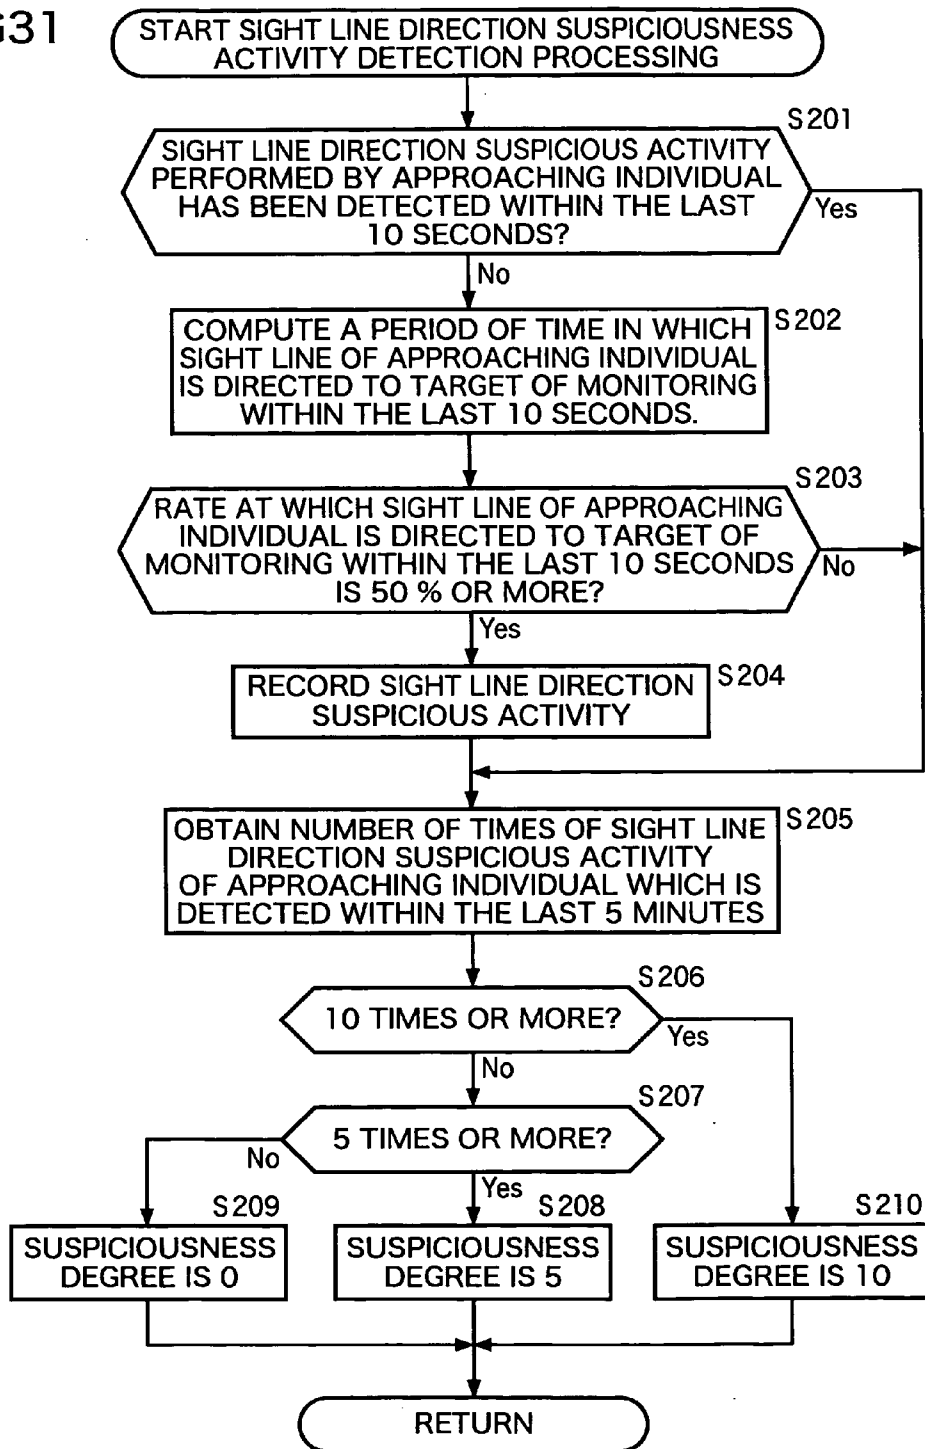 G31
START SIGHT LINE DIRECTION SUSPICIOUSNESS
ACTIVITY DETECTION PROCESSING
S201
SIGHT LINE DIRECTION SUSPICIOUS ACTIVITY
PERFORMED BY APPROACHING INDIVIDUAL
HAS BEEN DETECTED WITHIN THE LAST
10 SECONDS?
Yes
No
S202
COMPUTE A PERIOD OF TIME IN WHICH
SIGHT LINE OF APPROACHING INDIVIDUAL
IS DIRECTED TO TARGET OF MONITORING
WITHIN THE LAST 10 SECONDS.
S203
RATE AT WHICH SIGHT LINE OF APPROACHING
INDIVIDUAL IS DIRECTED TO TARGET OF
MONITORING WITHIN THE LAST 10 SECONDS
IS 50 % OR MORE?
No
Yes
S204
RECORD SIGHT LINE DIRECTION
SUSPICIOUS ACTIVITY
S205
OBTAIN NUMBER OF TIMES OF SIGHT LINE
DIRECTION SUSPICIOUS ACTIVITY
OF APPROACHING INDIVIDUAL WHICH IS
DETECTED WITHIN THE LAST 5 MINUTES
S206
10 TIMES OR MORE?
Yes
No
S207
5 TIMES OR MORE?
No
Yes
S209
SUSPICIOUSNESS
DEGREE IS 0
S208
SUSPICIOUSNESS
DEGREE IS 5
S210
SUSPICIOUSNESS
DEGREE IS 10
RETURN